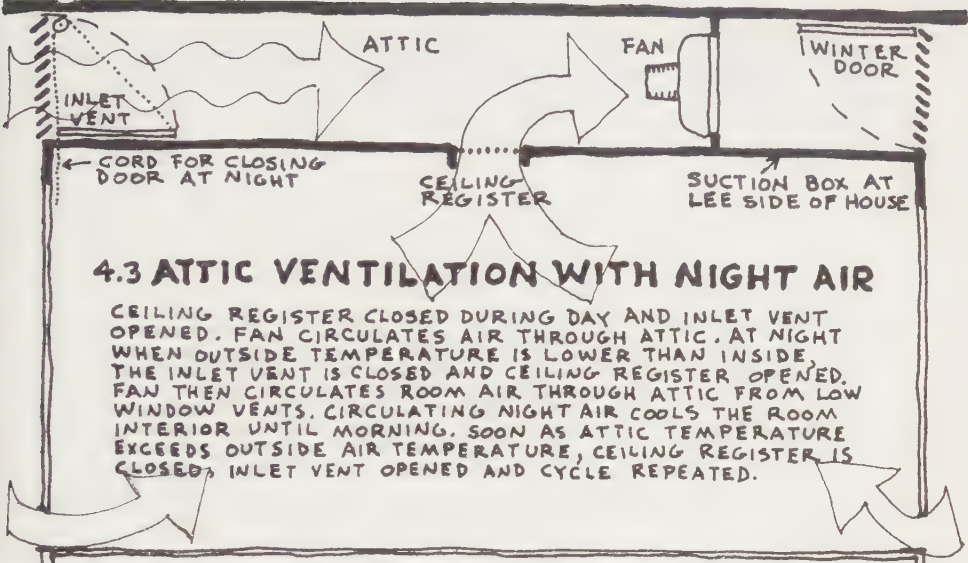 ATTIC
FAN
WINTER
DOOR
INLET
VENT
← CORD FOR CLOSING
DOOR AT NIGHT
CEILING
REGISTER
SUCTION BOX AT
LEE SIDE OF HOUSE
4.3 ATTIC VENTILATION WITH NIGHT AIR
CEILING REGISTER CLOSED DURING DAY AND INLET VENT
OPENED. FAN CIRCULATES AIR THROUGH ATTIC. AT NIGHT
WHEN OUTSIDE TEMPERATURE IS LOWER THAN INSIDE,
THE INLET VENT IS CLOSED AND CEILING REGISTER OPENED.
FAN THEN CIRCULATES ROOM AIR THROUGH ATTIC FROM LOW
WINDOW VENTS. CIRCULATING NIGHT AIR COOLS THE ROOM
INTERIOR UNTIL MORNING. SOON AS ATTIC TEMPERATURE
EXCEEDS OUTSIDE AIR TEMPERATURE, CEILING REGISTER IS
CLOSED, INLET VENT OPENED AND CYCLE REPEATED.